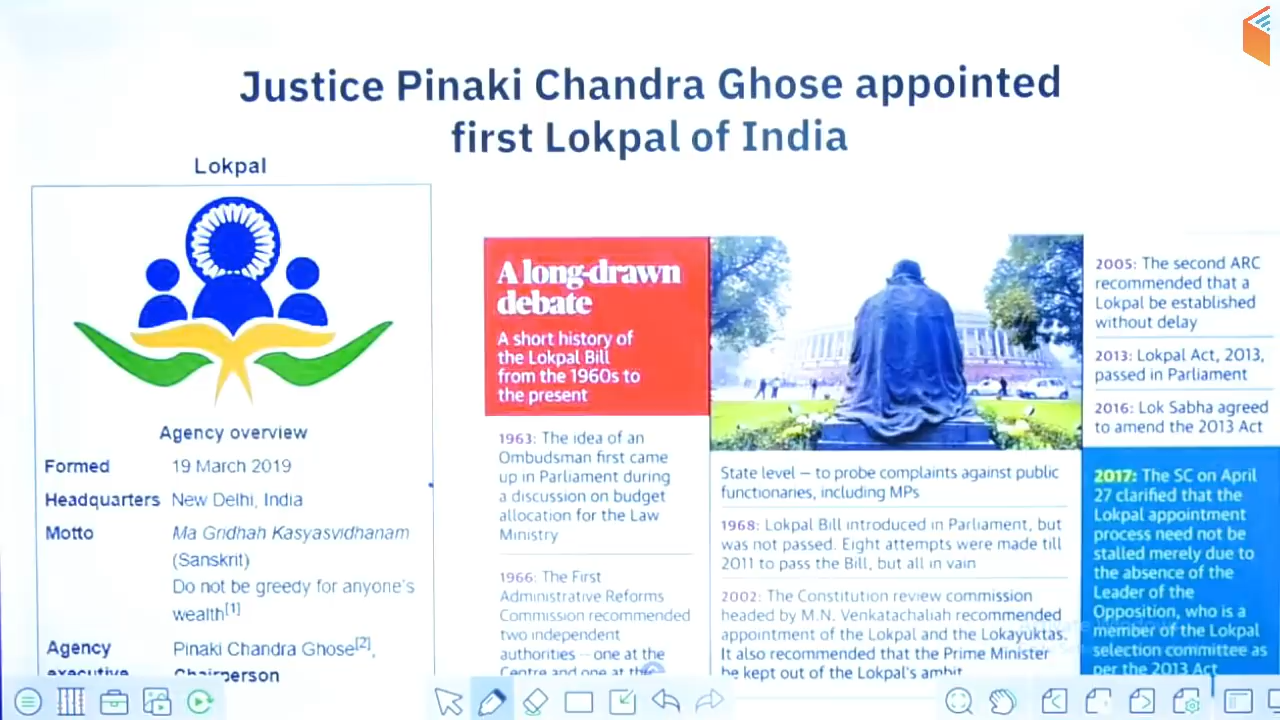 Justice Pinaki Chandra Ghose appointed
first Lokpal of India
Lokpal
Agency overview
Formed 19 March 2019
Headquarters New Delhi, India
Motto Ma Gridhah Kasyasvidhanam
(Sanskrit)
Do not be greedy for anyone's
wealth[1]
Agency Pinaki Chandra Ghose[2],
executive Chairperson
A long-drawn
debate
A short history of
the Lokpal Bill
from the 1960s to
the present
1963: The idea of an
Ombudsman first came
up in Parliament during
a discussion on budget
allocation for the Law
Ministry
1966: The First
Administrative Reforms
Commission recommended
two independent
authorities – one at the
Centre and one at the
State level – to probe complaints against public
functionaries, including MPs
1968: Lokpal Bill introduced in Parliament, but
was not passed. Eight attempts were made till
2011 to pass the Bill, but all in vain
2002: The Constitution review commission
headed by M.N. Venkatachaliah recommended
appointment of the Lokpal and the Lokayuktas.
It also recommended that the Prime Minister
be kept out of the Lokpal's ambit
2005: The second ARC
recommended that a
Lokpal be established
without delay
2013: Lokpal Act, 2013,
passed in Parliament
2016: Lok Sabha agreed
to amend the 2013 Act
2017: The SC on April
27 clarified that the
Lokpal appointment
process need not be
stalled merely due to
the absence of the
Leader of the
Opposition, who is a
member of the Lokpal
selection committee as
per the 2013 Act